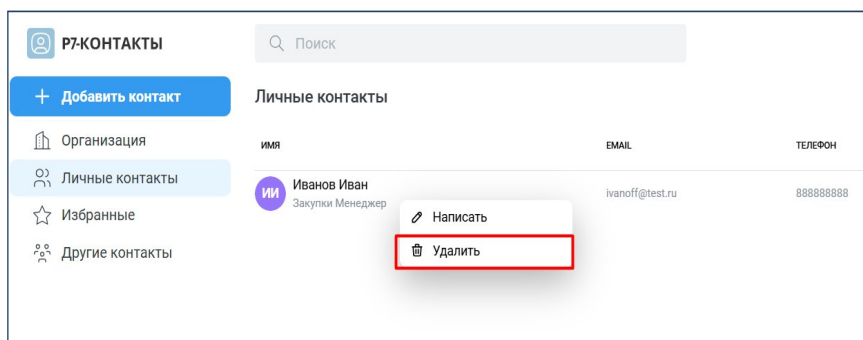 Р7-КОНТАКТЫ
Поиск
Добавить контакт
Организация
Личные контакты
Избранные
Другие контакты
Личные контакты
ИМЯ EMAIL ТЕЛЕФОН
ИИ Иванов Иван ivanoff@test.ru 888888888
Закупки Менеджер
Написать
Удалить